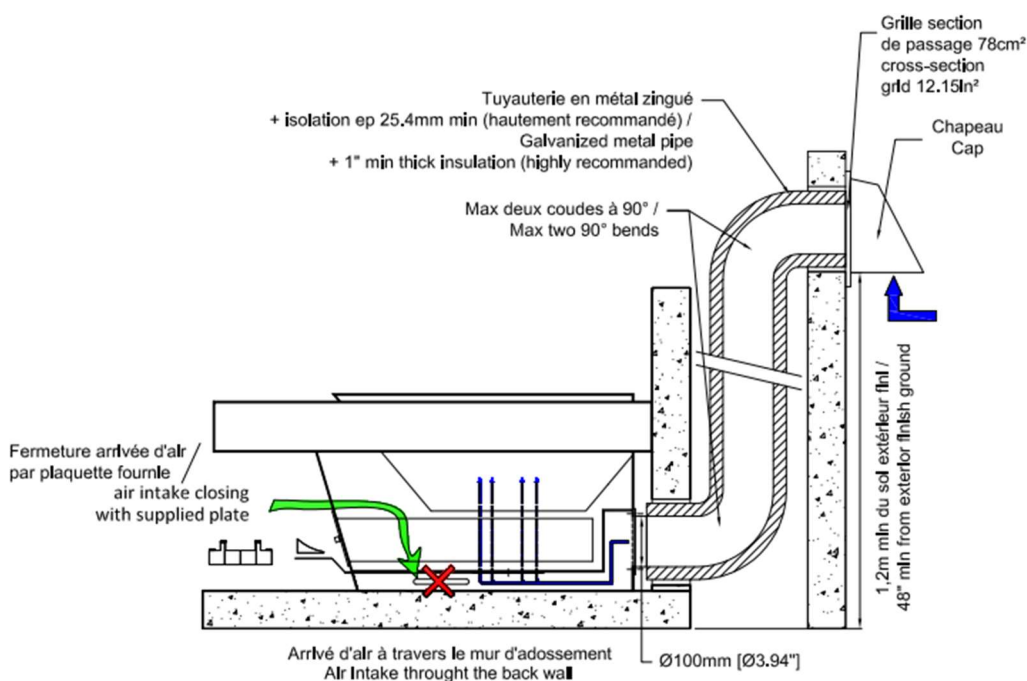 Grille section
de passage 78cm²
cross-section
grid 12.15in²
Tuyauterie en métal zingué
+ isolation ep 25.4mm min (hautement recommandé) /
Galvanized metal pipe
+ 1" min thick insulation (highly recommanded)
Chapeau
Cap
Max deux coudes à 90° /
Max two 90° bends
Fermeture arrivée d'air
par plaquette fournie
air intake closing
with supplied plate
1,2m min du sol extérieur fini /
48" min from exterior finish ground
Arrivé d'air à travers le mur d'adossement
Air Intake throught the back wall
Ø100mm [Ø3.94"]